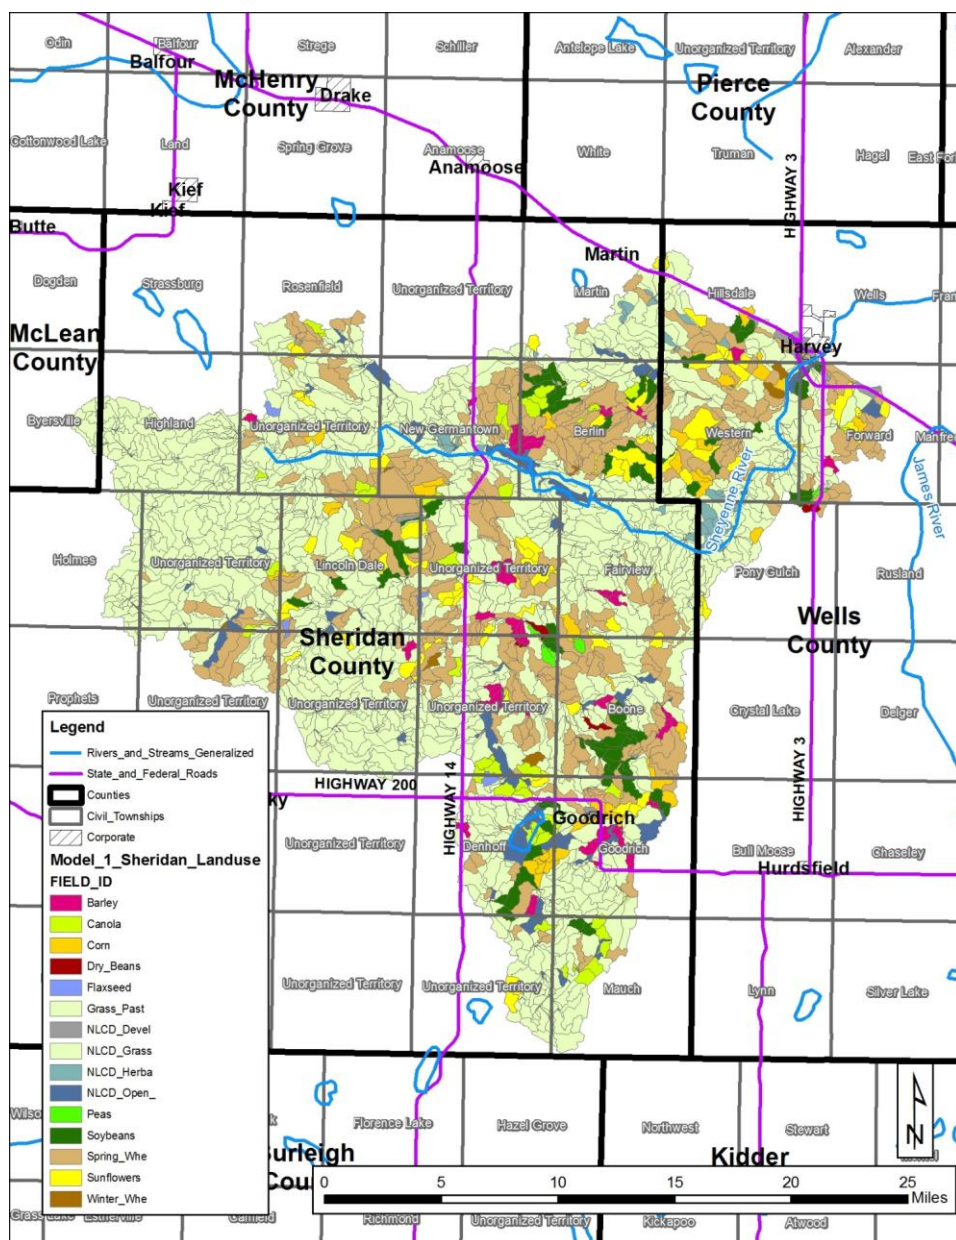 Odin
Balfour
Strege
Schiller
Antelope Lake
Unorganized Territory
Alexander
Balfour
McHenry
County
Pierce
County
Drake
Cottonwood Lake
Land
Spring Grove
Anamoose
Anamoose
White
Truman
Hagel
East Fork
Kief
Kief
HIGHWAY 3
Butte
Martin
Dogden
Strassburg
Rosenfield
Unorganized Territory
Martin
Hillsdale
Wells
Fran
McLean
County
Harvey
Byersville
Highland
Unorganized Territory
New Germantown
Berlin
Western
Forward
Manfred
Sheyenne River
James River
Holmes
Unorganized Territory
Lincoln Dale
Unorganized Territory
Fairview
Pony Gulch
Rusland
Sheridan
County
Wells
County
Prophets
Unorganized Territory
Unorganized Territory
Unorganized Territory
Boone
Crystal Lake
Delger
HIGHWAY 200
HIGHWAY 14
HIGHWAY 3
ky
Goodrich
Unorganized Territory
Denhoff
Goodrich
Bull Moose
Chaseley
Hurdsfield
Unorganized Territory
Unorganized Territory
Mauch
Lynn
Silver Lake
Legend
Rivers_and_Streams_Generalized
State_and_Federal_Roads
Counties
Civil_Townships
Corporate
Model_1_Sheridan_Landuse
FIELD_ID
Barley
Canola
Corn
Dry_Beans
Flaxseed
Grass_Past
NLCD_Devel
NLCD_Grass
NLCD_Herba
NLCD_Open_
Peas
Soybeans
Spring_Whe
Sunflowers
Winter_Whe
N
Florence Lake
Hazel Grove
Northwest
Stewart
Burleigh
Kidder
0 5 10 15 20 25
Miles
Richmond
Unorganized Territory
Kickapoo
Atwood